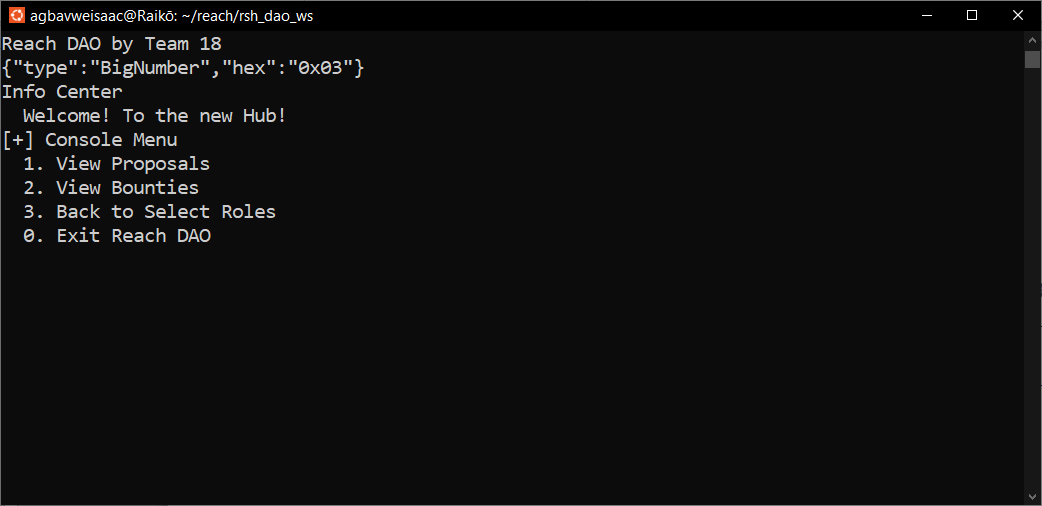 agbavweisaac@Raikō: ~/reach/rsh_dao_ws
Reach DAO by Team 18
{"type":"BigNumber","hex":"0x03"}
Info Center
Welcome! To the new Hub!
[+] Console Menu
1. View Proposals
2. View Bounties
3. Back to Select Roles
0. Exit Reach DAO